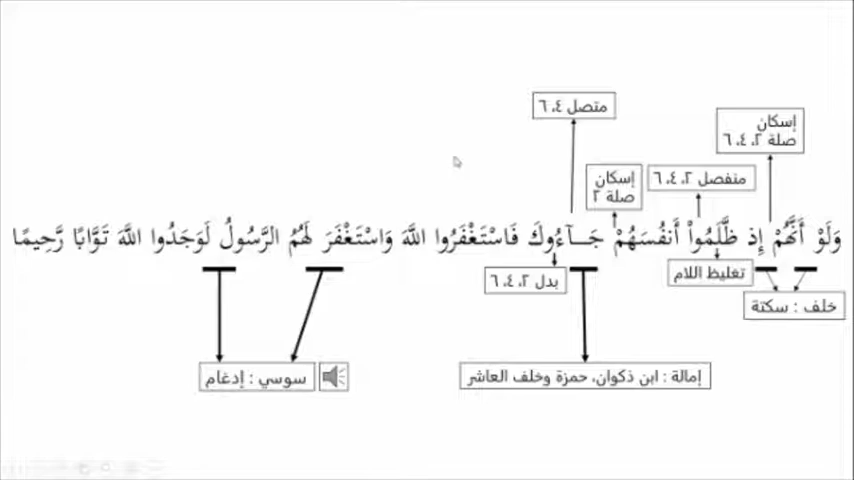 متصل ٤، ٦
إسكان
صلة ٢، ٤، ٦
منفصل ٢، ٤، ٦
إسكان
صلة ٢
وَلَوْ أَنَّهُمْ إِذ ظَّلَمُواْ أَنفُسَهُمْ جَــآءُوكَ فَاسْتَغْفَرُوا اللَّهَ وَاسْتَغْفَرَ لَهُمُ الرَّسُولُ لَوَجَدُوا اللَّهَ تَوَّابًا رَّحِيمًا
تغليظ اللام
بدل ٢، ٤، ٦
خلف : سكتة
إمالة : ابن ذكوان، حمزة وخلف العاشر
سوسي : إدغام